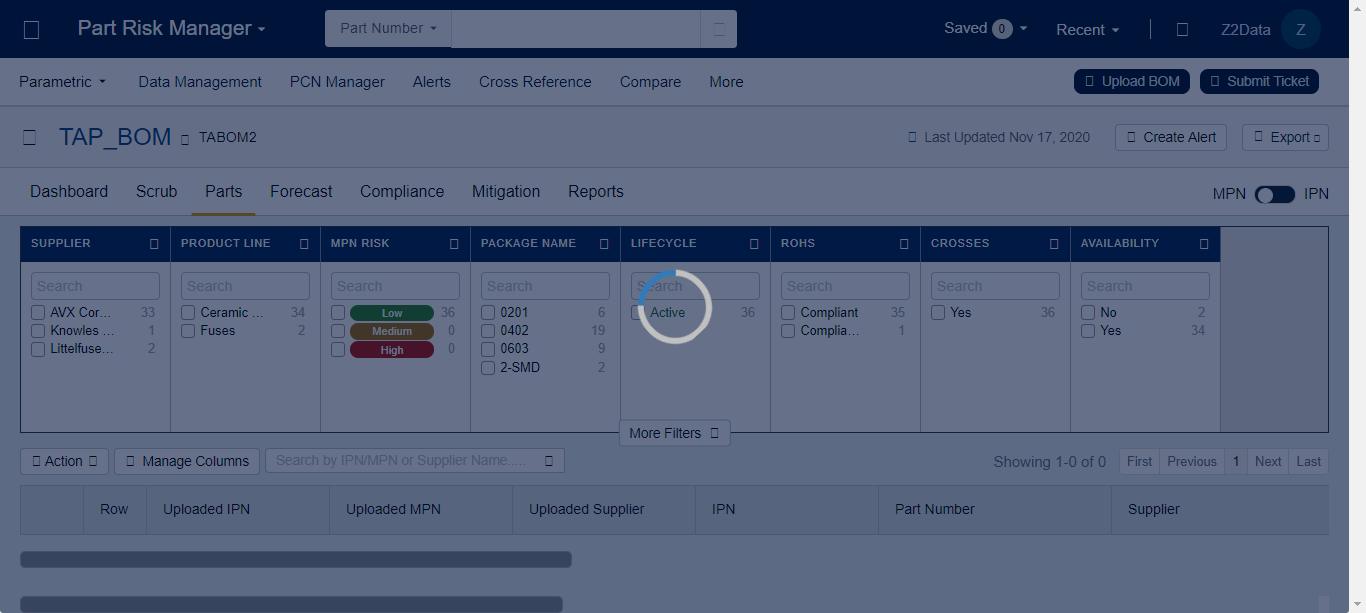 Part Risk Manager
Part Number
Saved 0
Recent
Z2Data
Z
Parametric
Data Management
PCN Manager
Alerts
Cross Reference
Compare
More
Upload BOM
Submit Ticket
TAP_BOM
TABOM2
Last Updated Nov 17, 2020
Create Alert
Export
Dashboard
Scrub
Parts
Forecast
Compliance
Mitigation
Reports
MPN
IPN
SUPPLIER
Search
AVX Cor... 33
Knowles ... 1
Littelfuse... 2
PRODUCT LINE
Search
Ceramic ... 34
Fuses 2
MPN RISK
Search
Low 36
Medium 0
High 0
PACKAGE NAME
Search
0201 6
0402 19
0603 9
2-SMD 2
LIFECYCLE
Search
Active 36
ROHS
Search
Compliant 35
Complia... 1
CROSSES
Search
Yes 36
AVAILABILITY
Search
No 2
Yes 34
More Filters
Action
Manage Columns
Search by IPN/MPN or Supplier Name.....
Showing 1-0 of 0
First
Previous
1
Next
Last
Row
Uploaded IPN
Uploaded MPN
Uploaded Supplier
IPN
Part Number
Supplier